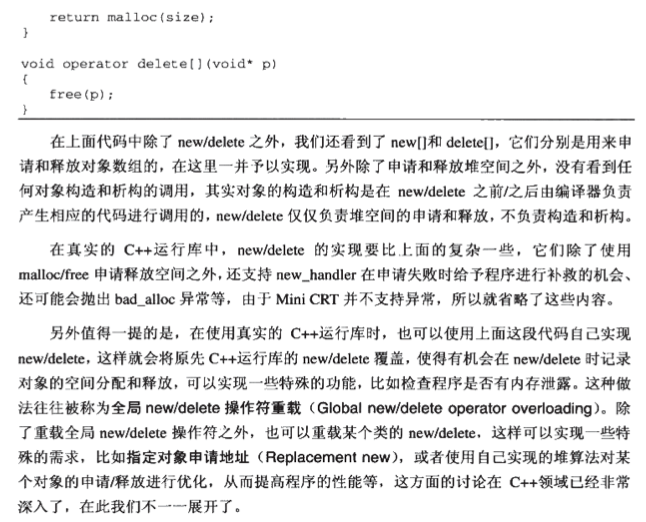 return malloc(size);
}
void operator delete[](void* p)
{
free(p);
}
在上面代码中除了 new/delete 之外，我们还看到了 new[]和 delete[]，它们分别是用来申
请和释放对象数组的，在这里一并予以实现。另外除了申请和释放堆空间之外，没有看到任
何对象构造和析构的调用，其实对象的构造和析构是在 new/delete 之前/之后由编译器负责
产生相应的代码进行调用的，new/delete 仅仅负责堆空间的申请和释放，不负责构造和析构。
在真实的 C++运行库中，new/delete 的实现要比上面的复杂一些，它们除了使用
malloc/free 申请释放空间之外，还支持 new_handler 在申请失败时给予程序进行补救的机会、
还可能会抛出 bad_alloc 异常等，由于 Mini CRT 并不支持异常，所以就省略了这些内容。
另外值得一提的是，在使用真实的 C++运行库时，也可以使用上面这段代码自己实现
new/delete，这样就会将原先 C++运行库的 new/delete 覆盖，使得有机会在 new/delete 时记录
对象的空间分配和释放，可以实现一些特殊的功能，比如检查程序是否有内存泄露。这种做
法往往被称为全局 new/delete 操作符重载（Global new/delete operator overloading）。除
了重载全局 new/delete 操作符之外，也可以重载某个类的 new/delete，这样可以实现一些特
殊的需求，比如指定对象申请地址（Replacement new），或者使用自己实现的堆算法对某
个对象的申请/释放进行优化，从而提高程序的性能等，这方面的讨论在 C++领域已经非常
深入了，在此我们不一一展开了。